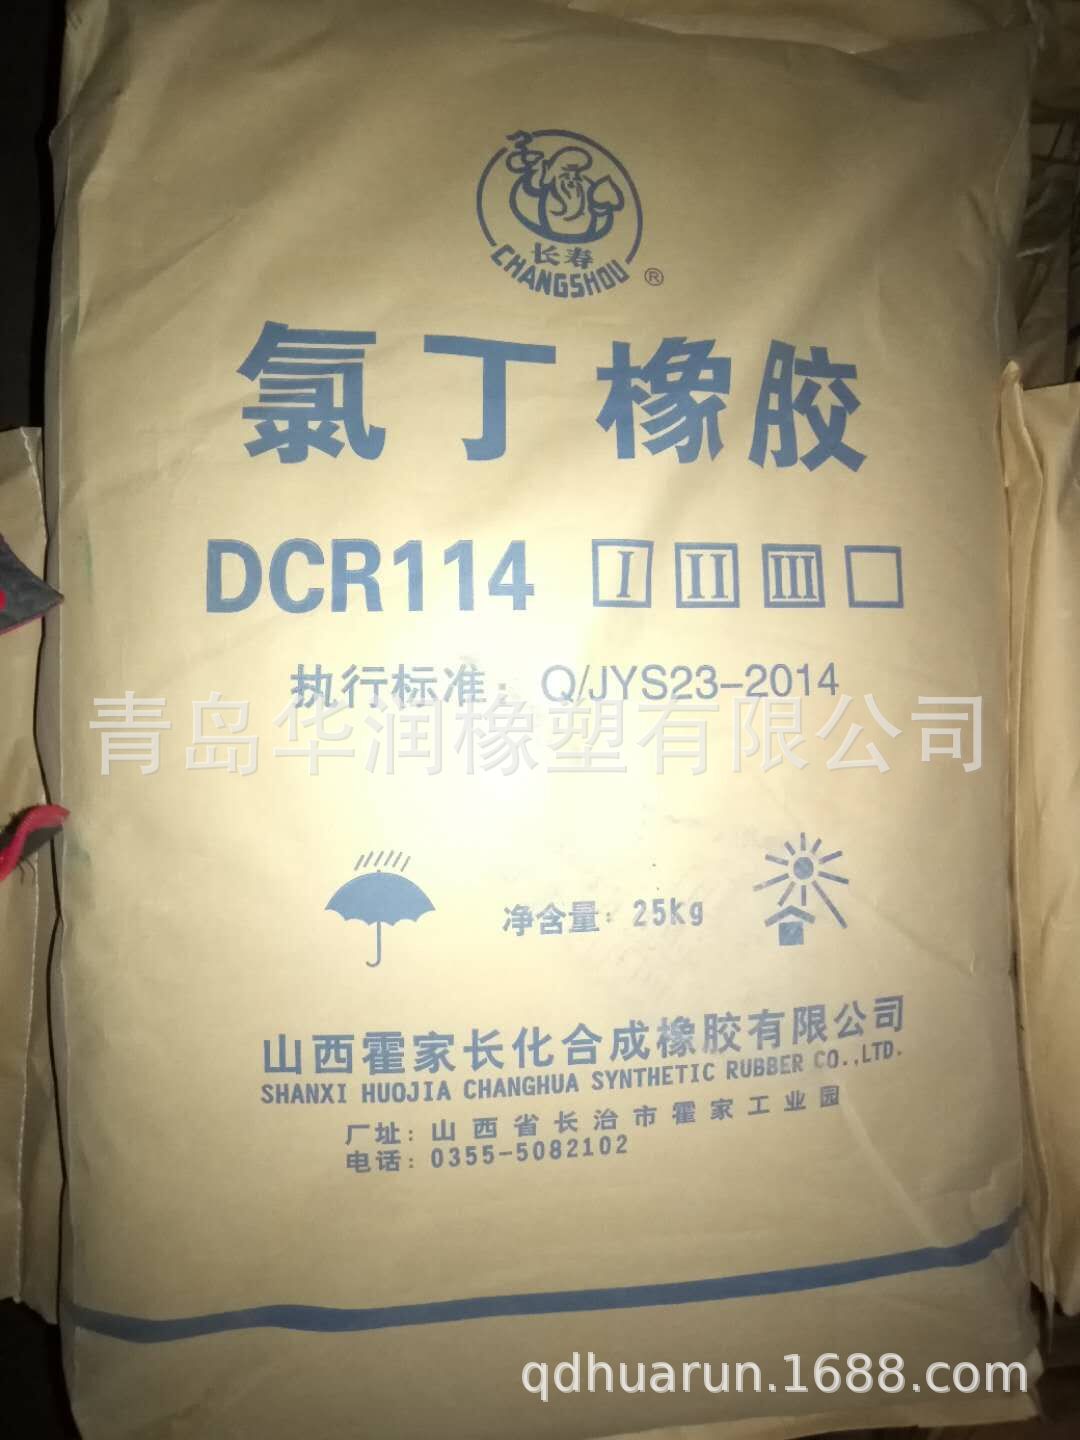 长寿
CHANGSHOU ®
氯丁橡胶
DCR114 I II III
执行标准: Q/JYS23-2014
青岛华润橡塑有限公司
净含量: 25kg
山西霍家长化合成橡胶有限公司
SHANXI HUOJIA CHANGHUA SYNTHETIC RUBBER CO.,LTD.
厂址: 山西省长治市霍家工业园
电话: 0355-5082102
qdhuarun.1688.com